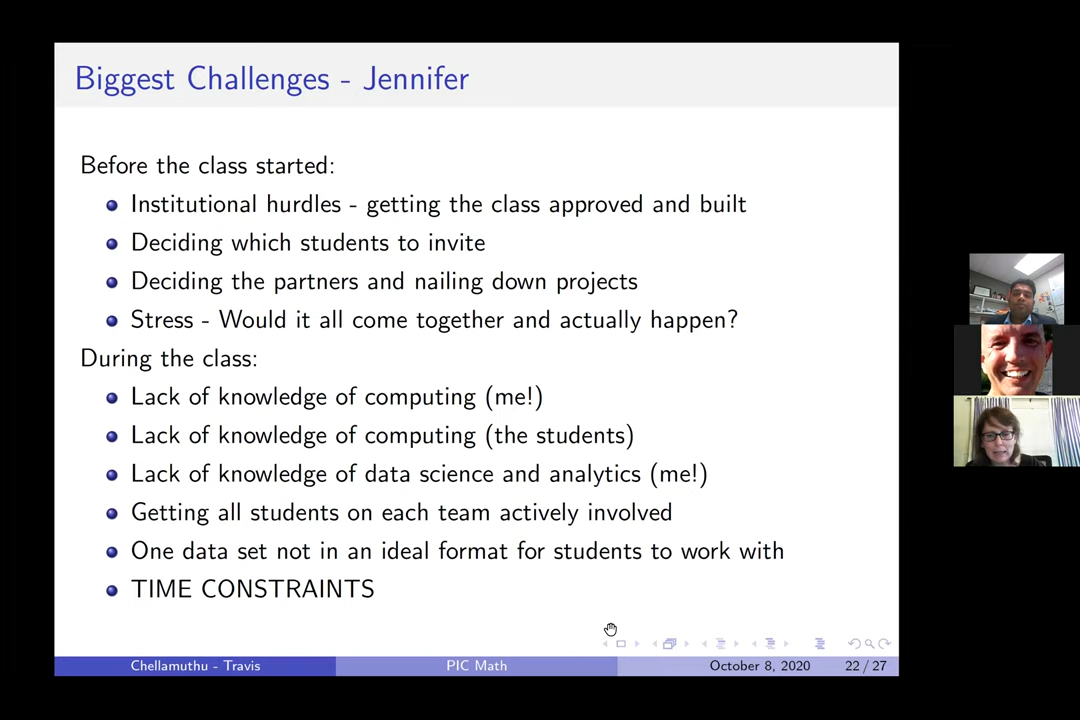 Biggest Challenges - Jennifer
Before the class started:
Institutional hurdles - getting the class approved and built
Deciding which students to invite
Deciding the partners and nailing down projects
Stress - Would it all come together and actually happen?
During the class:
Lack of knowledge of computing (me!)
Lack of knowledge of computing (the students)
Lack of knowledge of data science and analytics (me!)
Getting all students on each team actively involved
One data set not in an ideal format for students to work with
TIME CONSTRAINTS
Chellamuthu - Travis
PIC Math
October 8, 2020
22 / 27